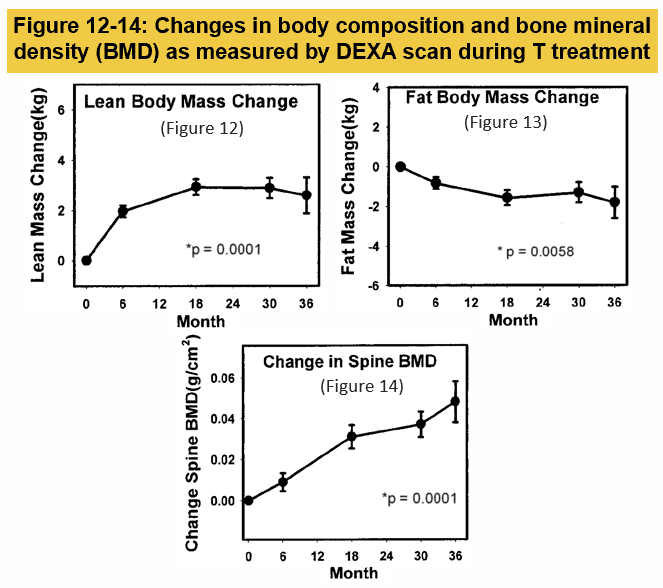 Figure 12-14: Changes in body composition and bone mineral
density (BMD) as measured by DEXA scan during T treatment
Lean Body Mass Change
(Figure 12)
Lean Mass Change(kg)
6
4
2
0
*p = 0.0001
0 6 12 18 24 30 36
Month
Fat Body Mass Change
(Figure 13)
Fat Mass Change(kg)
4
2
0
-2
-4
-6
* p = 0.0058
0 6 12 18 24 30 36
Month
Change in Spine BMD
(Figure 14)
Change Spine BMD(g/cm²)
0.06
0.04
0.02
0.00
*p = 0.0001
0 6 12 18 24 30 36
Month